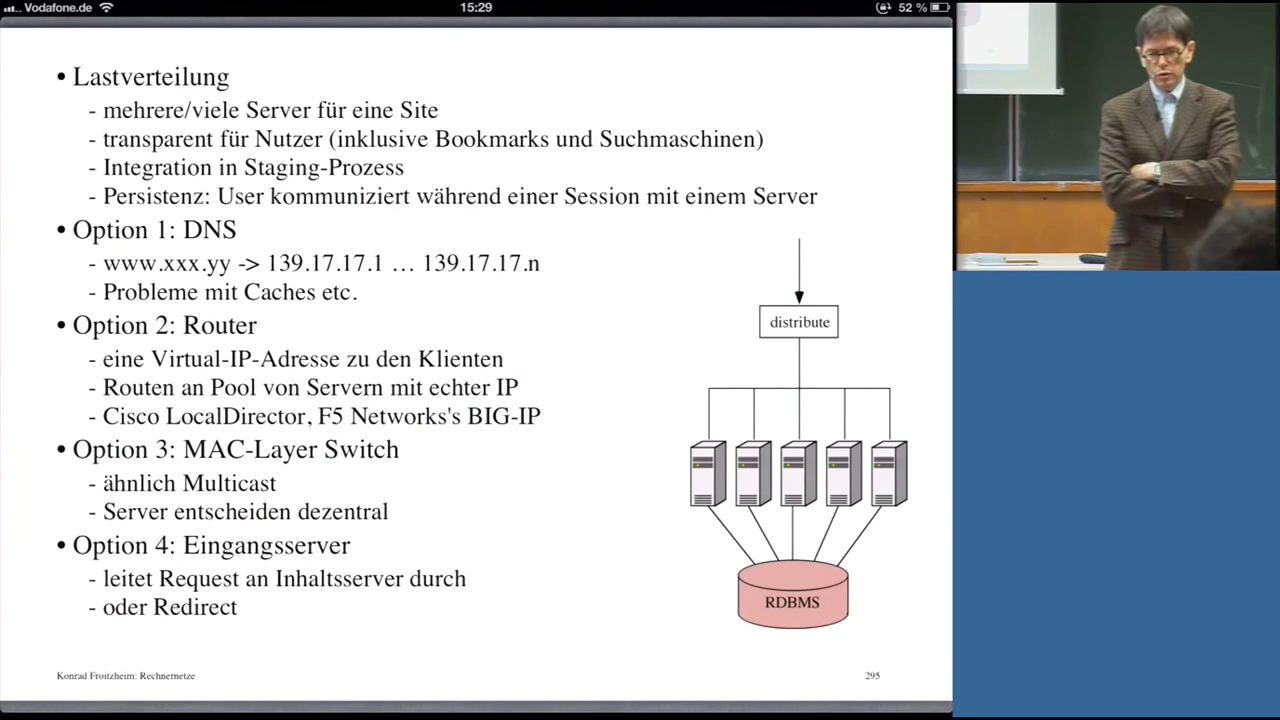 Vodafone.de 15:29 52 %
• Lastverteilung
- mehrere/viele Server für eine Site
- transparent für Nutzer (inklusive Bookmarks und Suchmaschinen)
- Integration in Staging-Prozess
- Persistenz: User kommuniziert während einer Session mit einem Server
• Option 1: DNS
- www.xxx.yy -> 139.17.17.1 … 139.17.17.n
- Probleme mit Caches etc.
• Option 2: Router
- eine Virtual-IP-Adresse zu den Klienten
- Routen an Pool von Servern mit echter IP
- Cisco LocalDirector, F5 Networks's BIG-IP
• Option 3: MAC-Layer Switch
- ähnlich Multicast
- Server entscheiden dezentral
• Option 4: Eingangsserver
- leitet Request an Inhaltsserver durch
- oder Redirect
distribute
RDBMS
Konrad Froitzheim: Rechnernetze
295